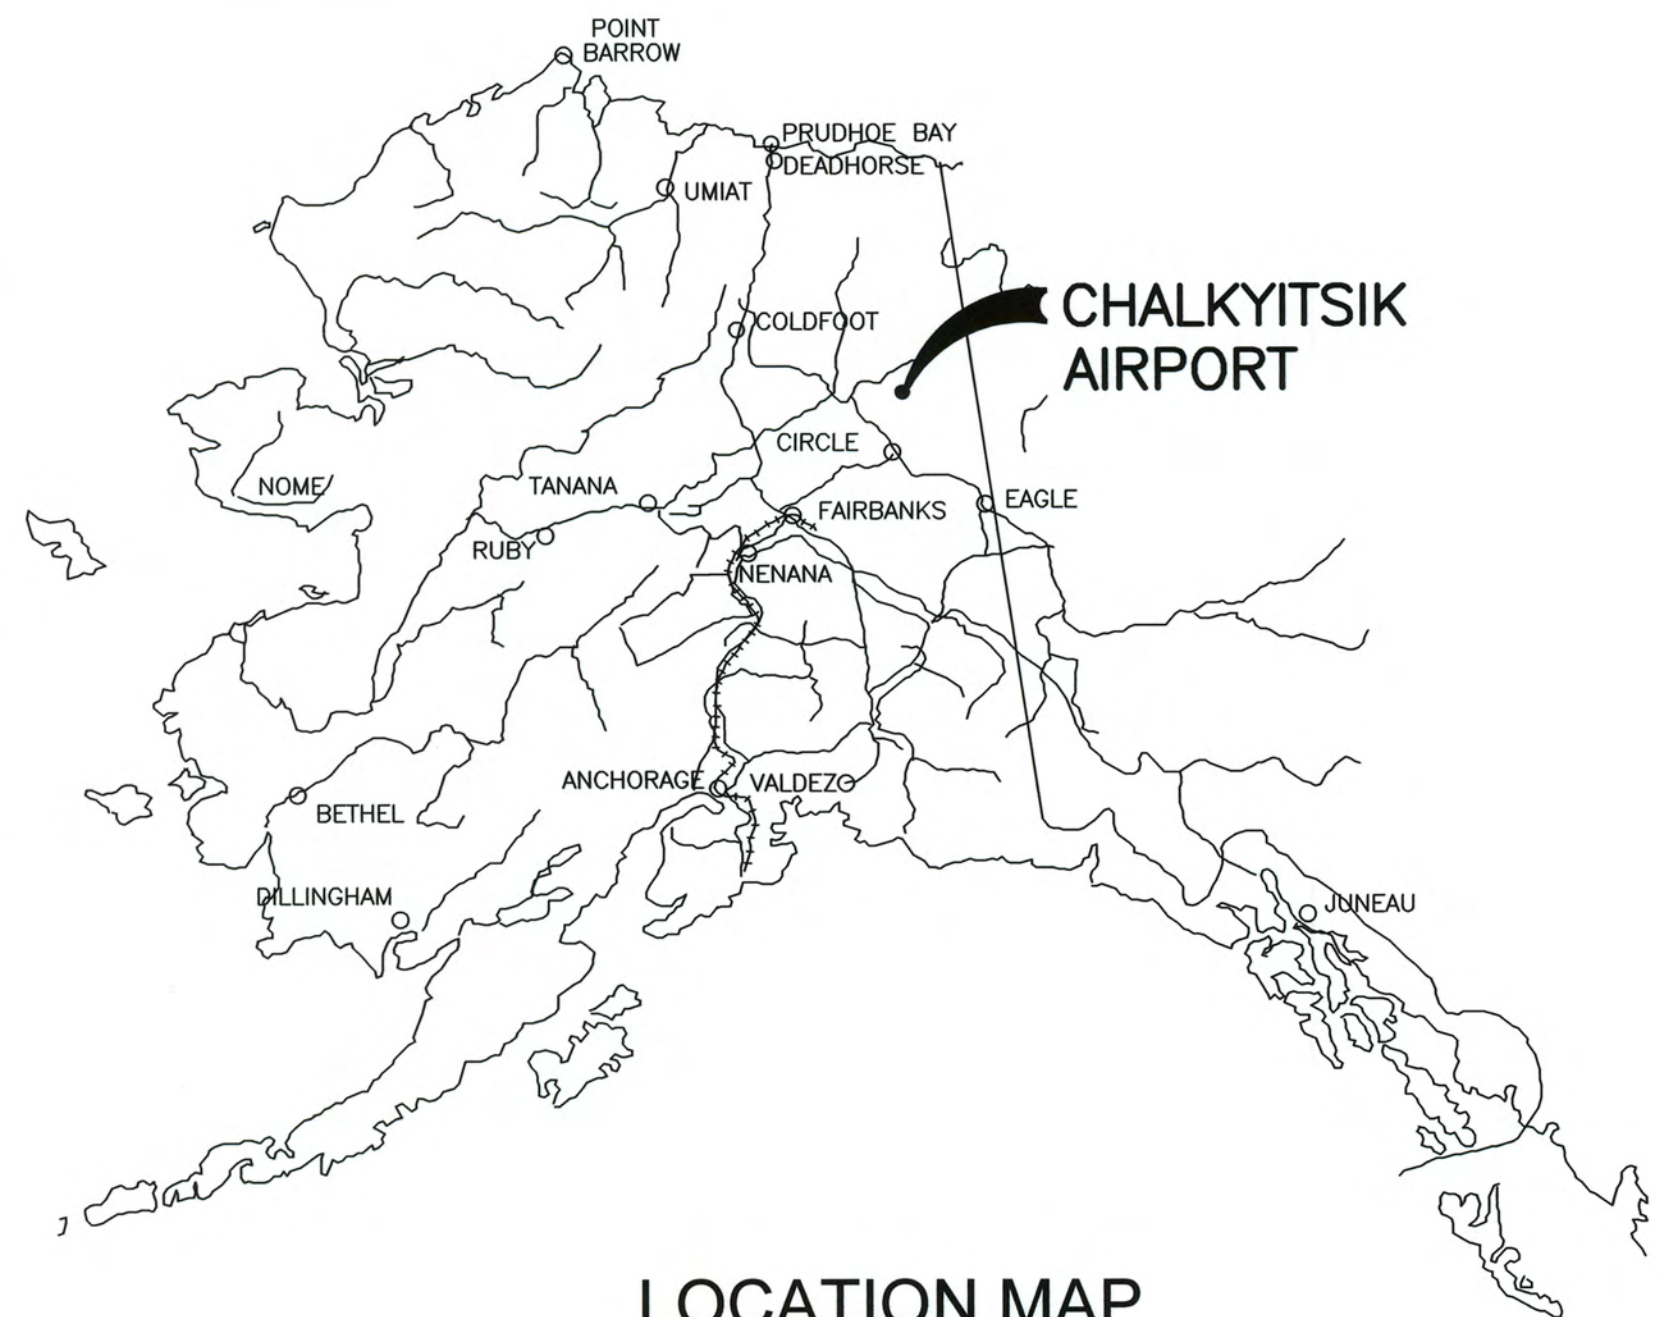 POINT
BARROW
PRUDHOE BAY
DEADHORSE
UMIAT
CHALKYITSIK
AIRPORT
COLDFOOT
CIRCLE
NOME
TANANA
EAGLE
FAIRBANKS
RUBY
NENANA
ANCHORAGE
VALDEZ
BETHEL
DILLINGHAM
JUNEAU
LOCATION MAP